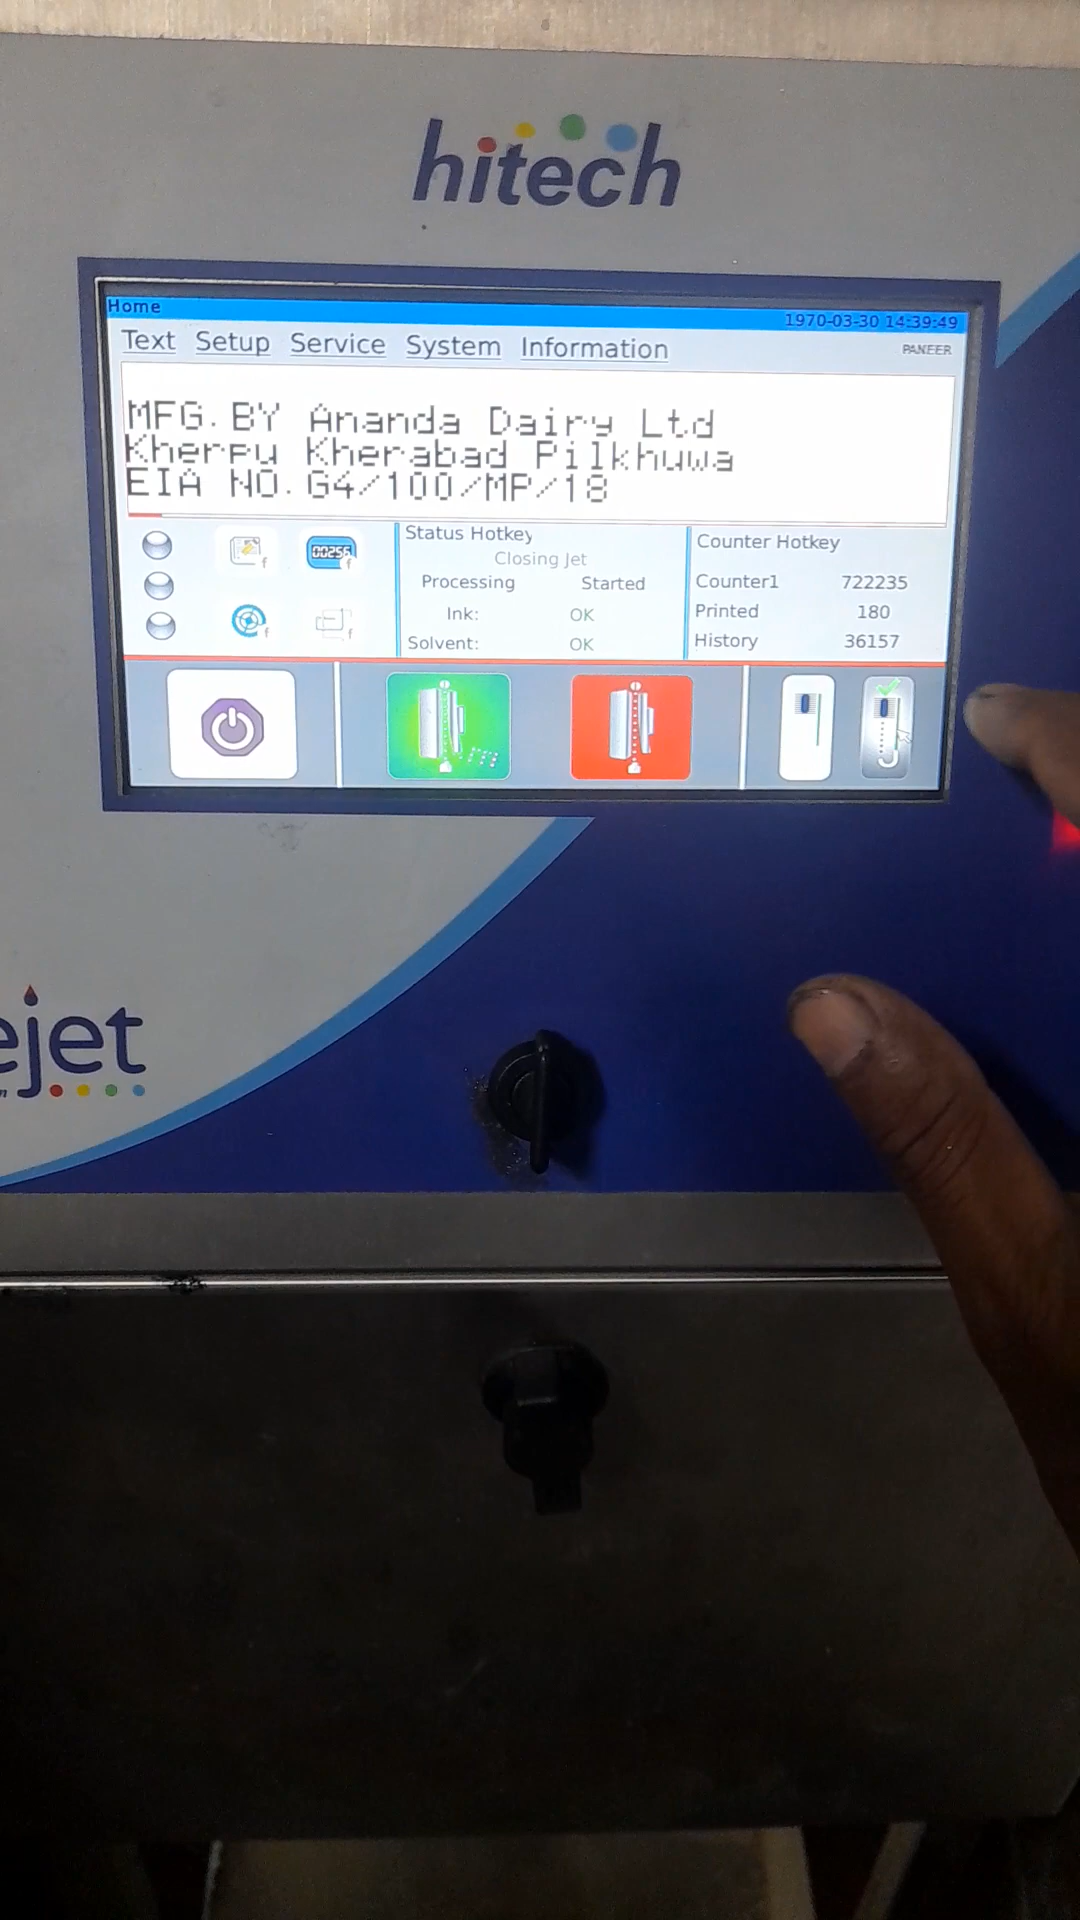 hitech
Home
1970-03-30 14:39:49
Text Setup Service System Information
PANEER
MFG. BY Ananda Dairy Ltd
Kherpu Kherabad Pilkhuwa
EIA NO. G4/100/MP/18
00256
f
f
f
f
Status Hotkey
Closing Jet
Processing Started
Ink: OK
Solvent: OK
Counter Hotkey
Counter1 722235
Printed 180
History 36157
ejet